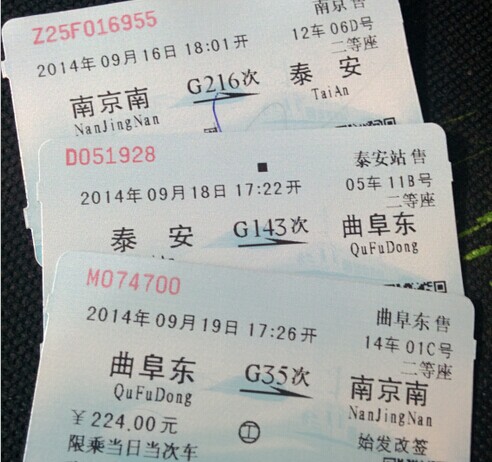 Z25F016955
南京售
2014年09月16日18:01开
12车06D号
二等座
南京南 G216次 泰安
NanJingNan TaiAn
D051928
泰安站售
2014年09月18日17:22开
05车11B号
二等座
泰安 G143次 曲阜东
QuFuDong
M074700
曲阜东售
2014年09月19日17:26开
14车01C号
二等座
曲阜东 G35次 南京南
QuFuDong NanJingNan
￥224.00元
工
始发改签
限乘当日当次车